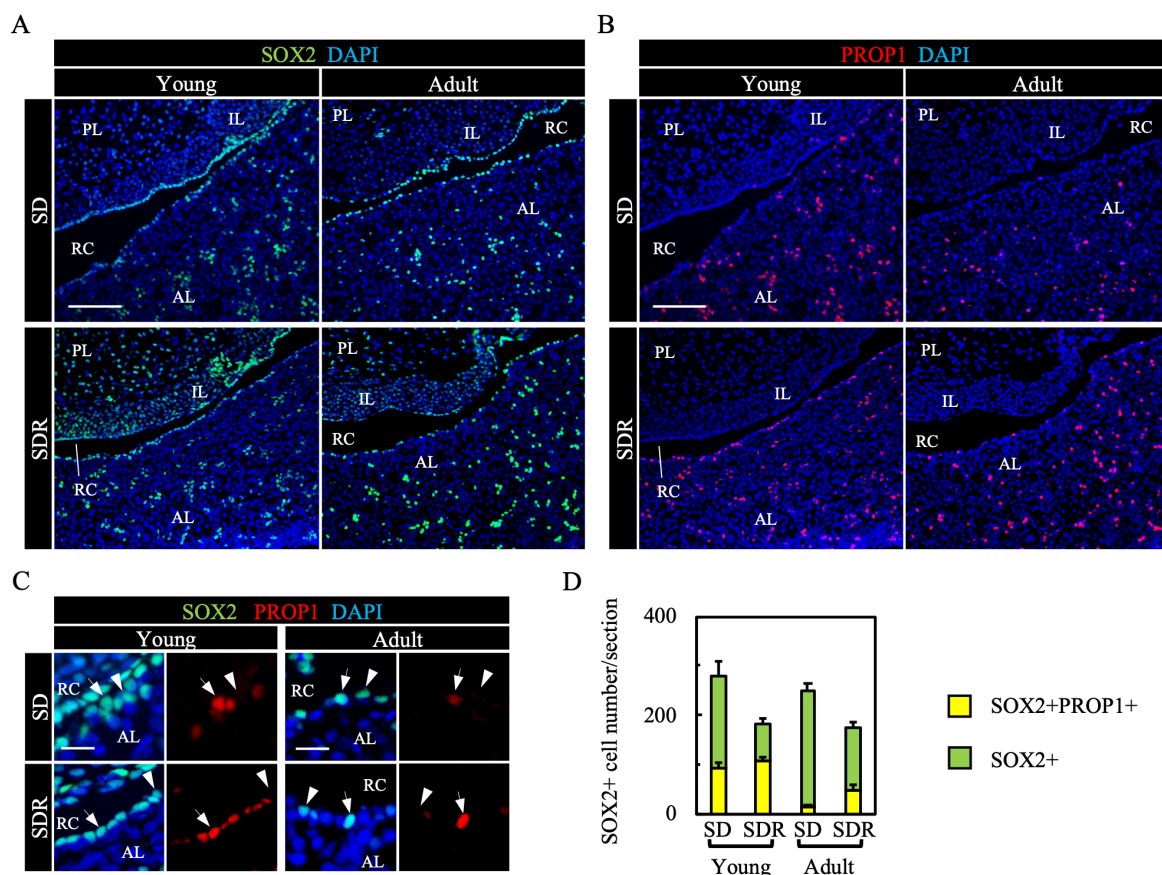 A
SOX2 DAPI
Young Adult
SD
PL
IL
RC
AL
PL
IL
RC
AL
SDR
PL
IL
RC
AL
PL
IL
RC
AL
B
PROP1 DAPI
Young Adult
SD
PL
IL
RC
AL
PL
IL
RC
AL
SDR
PL
IL
RC
AL
PL
IL
RC
AL
C
SOX2 PROP1 DAPI
Young Adult
SD
RC
AL
RC
AL
SDR
RC
AL
RC
AL
D
SOX2+ cell number/section
400
200
0
SD SDR SD SDR
Young Adult
SOX2+PROP1+
SOX2+